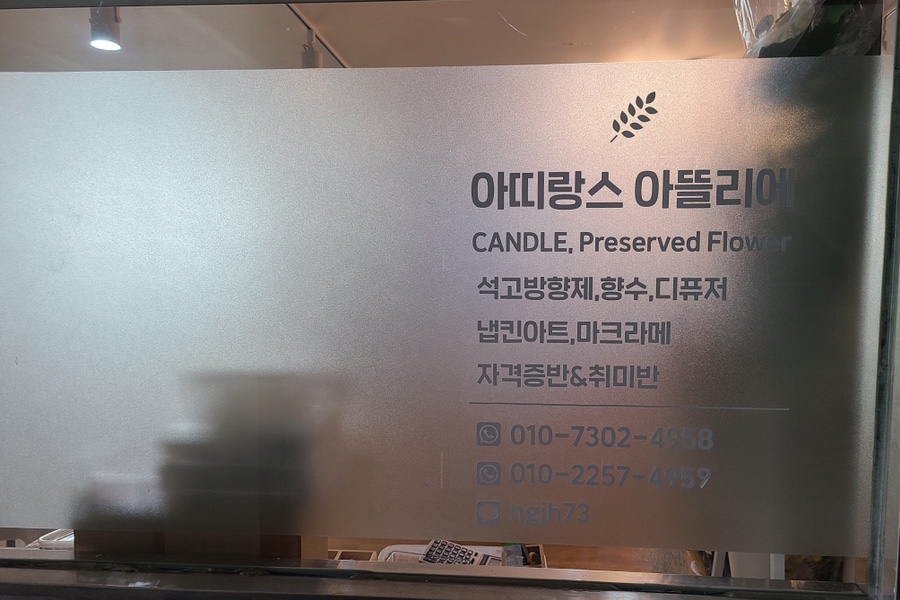 아띠랑스 아뜰리에
CANDLE, Preserved Flower
석고방향제,향수,디퓨저
냅킨아트,마크라메
자격증반&취미반
010-7302-4958
010-2257-4959
ngjh73